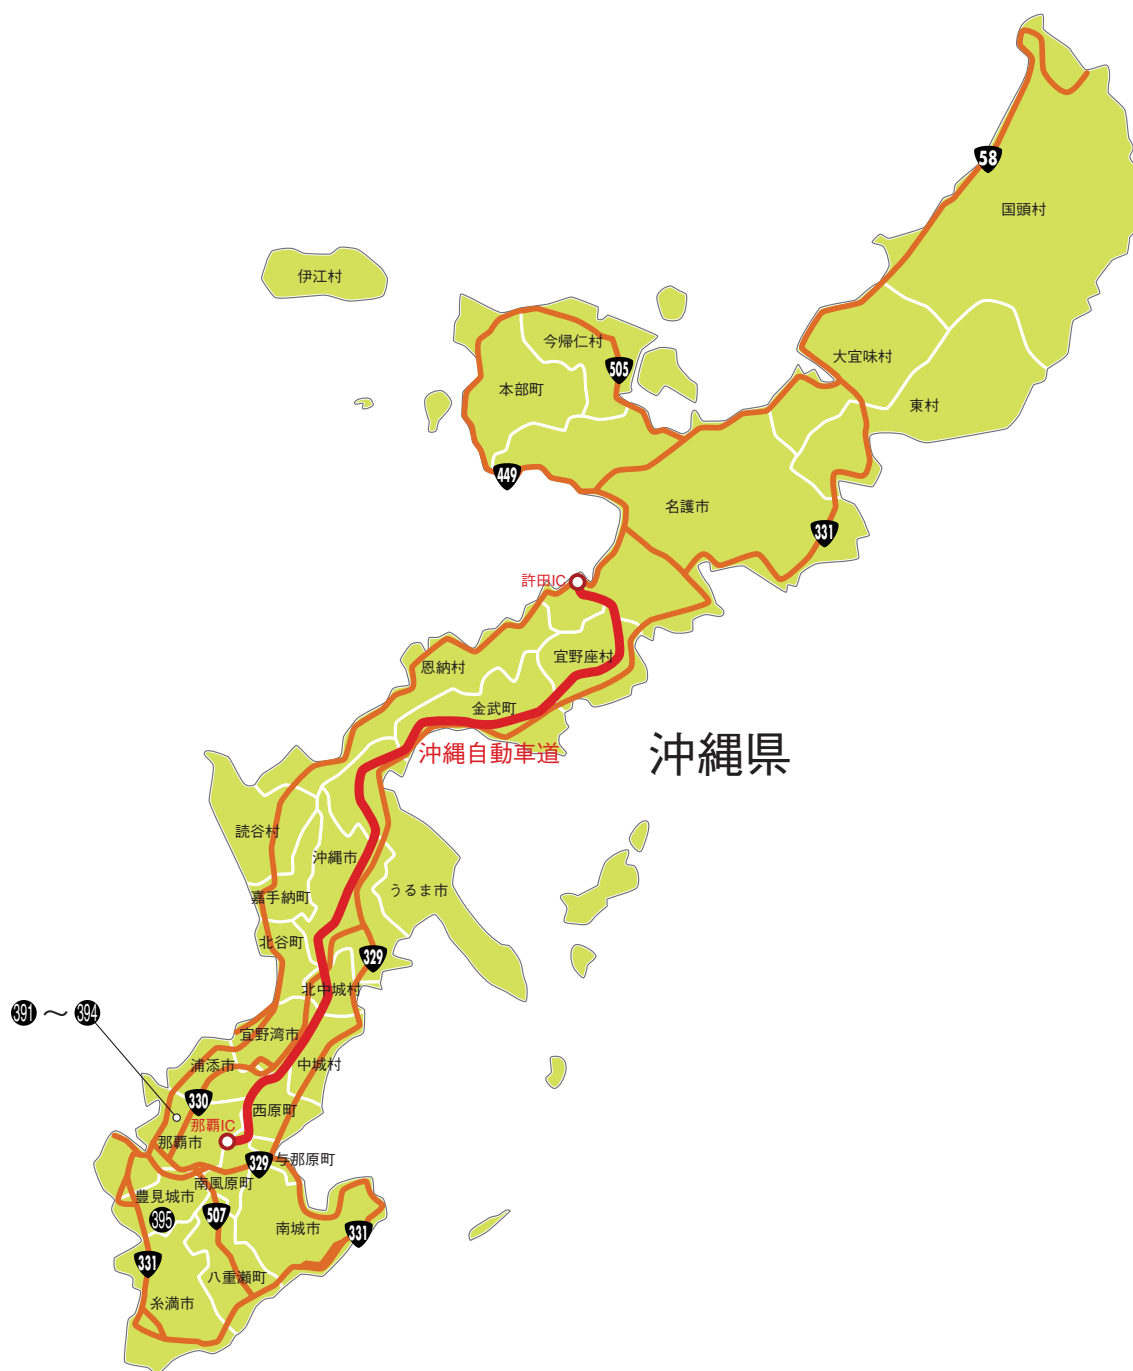 58
国頭村
伊江村
今帰仁村
大宜味村
505
本部町
東村
449
名護市
331
許田IC
宜野座村
恩納村
金武町
沖縄自動車道
沖縄県
読谷村
沖縄市
うるま市
嘉手納町
北谷町
329
北中城村
391～394
宜野湾市
中城村
浦添市
330
西原町
那覇IC
那覇市
与那原町
329
南風原町
豊見城市
395
507
南城市
331
331
八重瀬町
糸満市